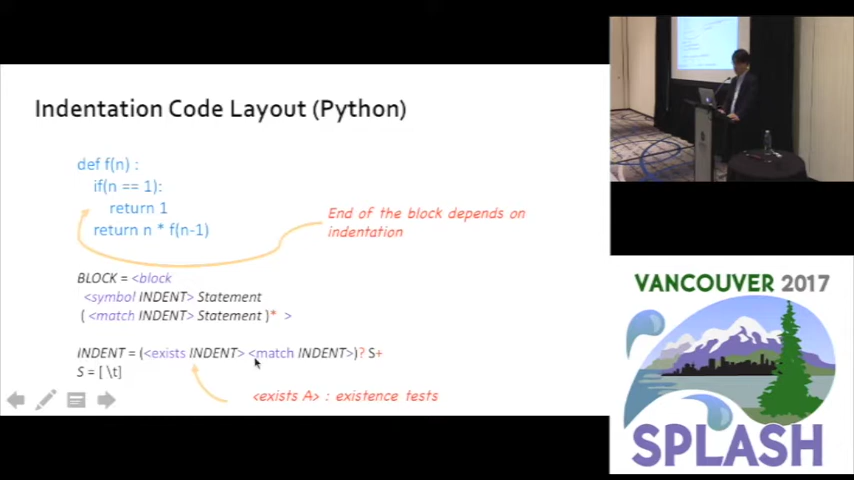 Indentation Code Layout (Python)
def f(n) :
if(n == 1):
return 1
return n * f(n-1)
End of the block depends on
indentation
BLOCK = <block
<symbol INDENT> Statement
( <match INDENT> Statement )* >
INDENT = (<exists INDENT> <match INDENT>)? S+
S = [ \t]
<exists A> : existence tests
VANCOUVER 2017
SPLASH